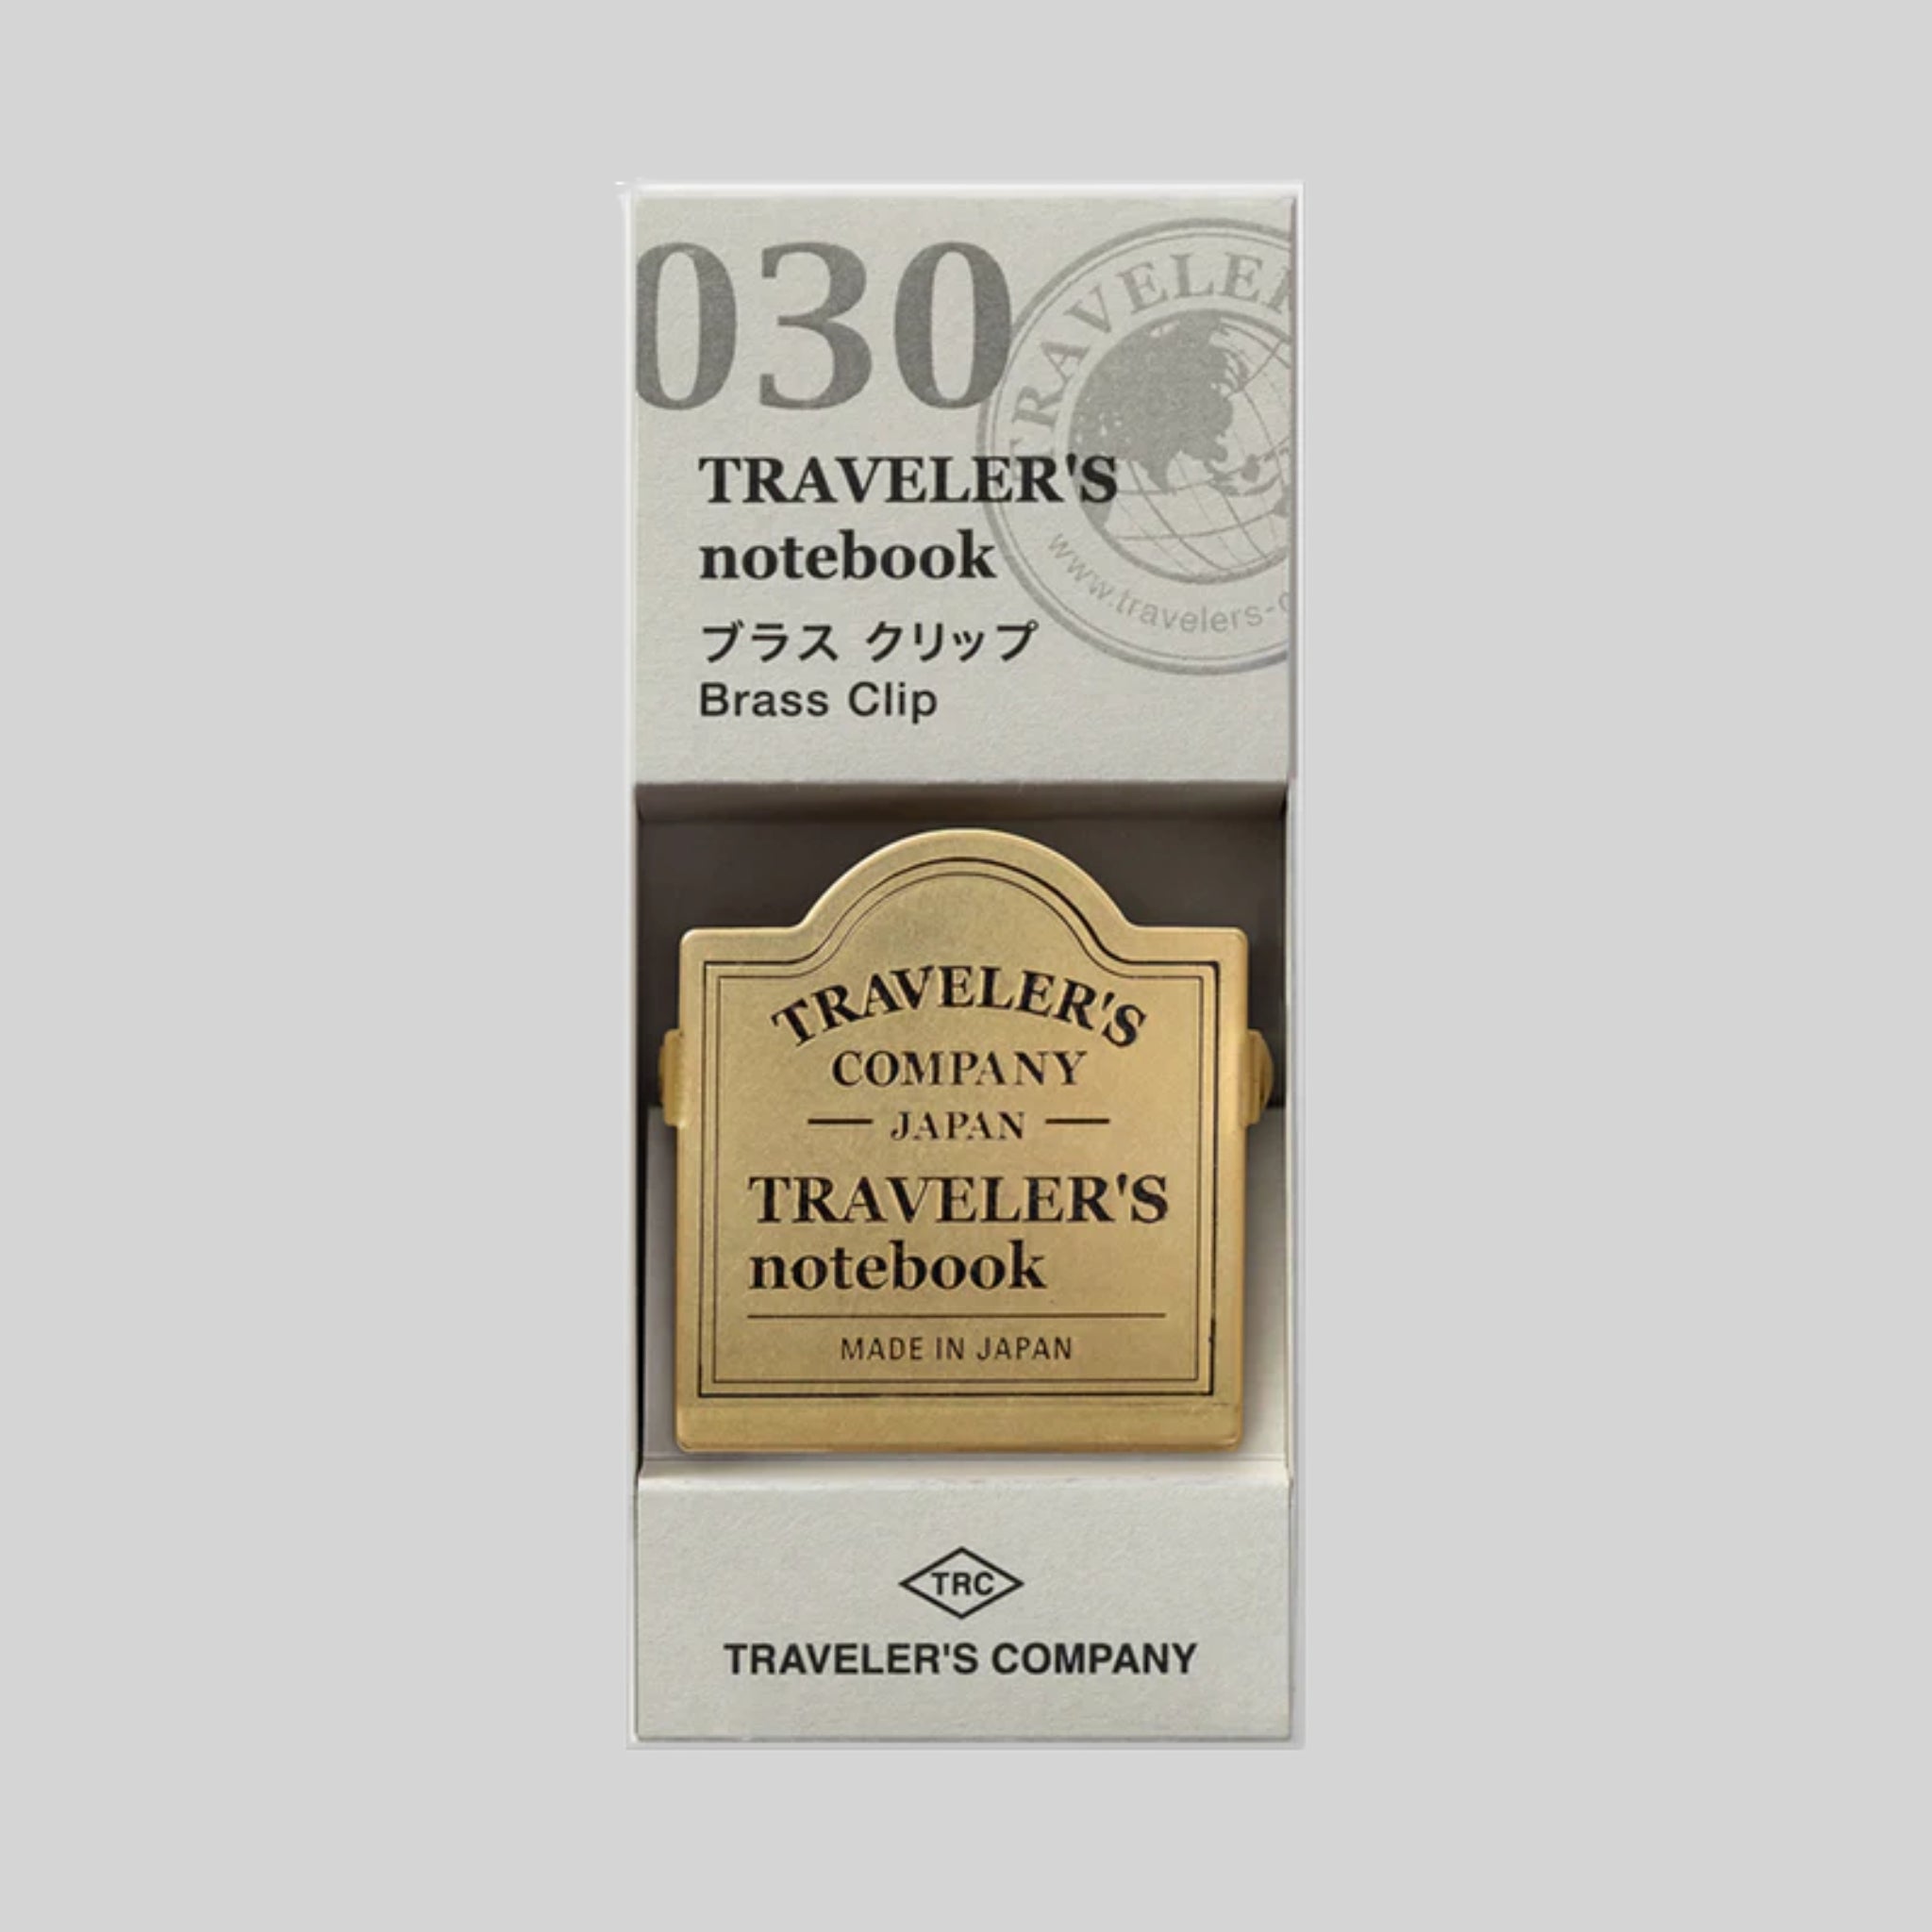 030
TRAVELER'S
notebook
ブラス クリップ
Brass Clip
TRAVELER'S
COMPANY
JAPAN
TRAVELER'S
notebook
MADE IN JAPAN
TRC
TRAVELER'S COMPANY